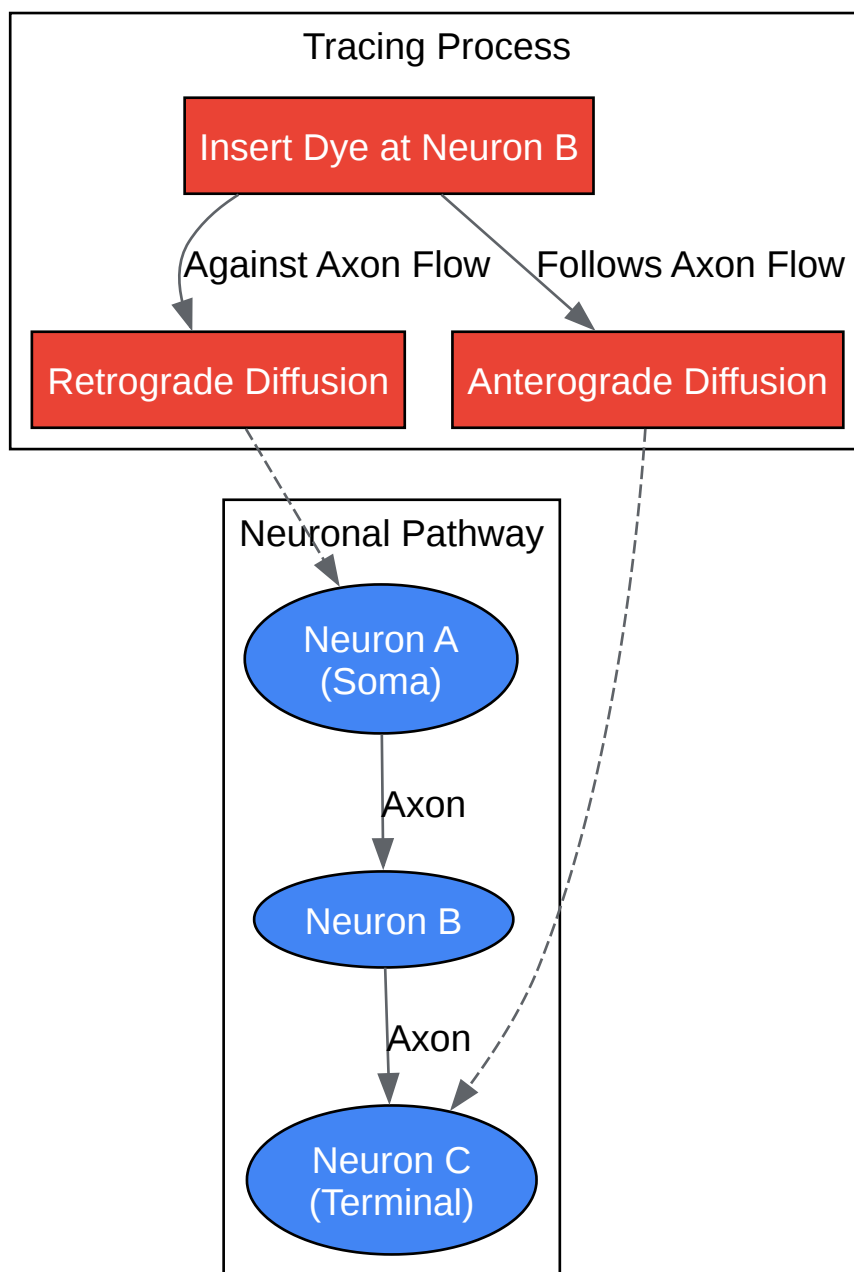 Tracing Process
Insert Dye at Neuron B
Against Axon Flow
Follows Axon Flow
Retrograde Diffusion
Anterograde Diffusion
Neuronal Pathway
Neuron A
(Soma)
Axon
Neuron B
Axon
Neuron C
(Terminal)